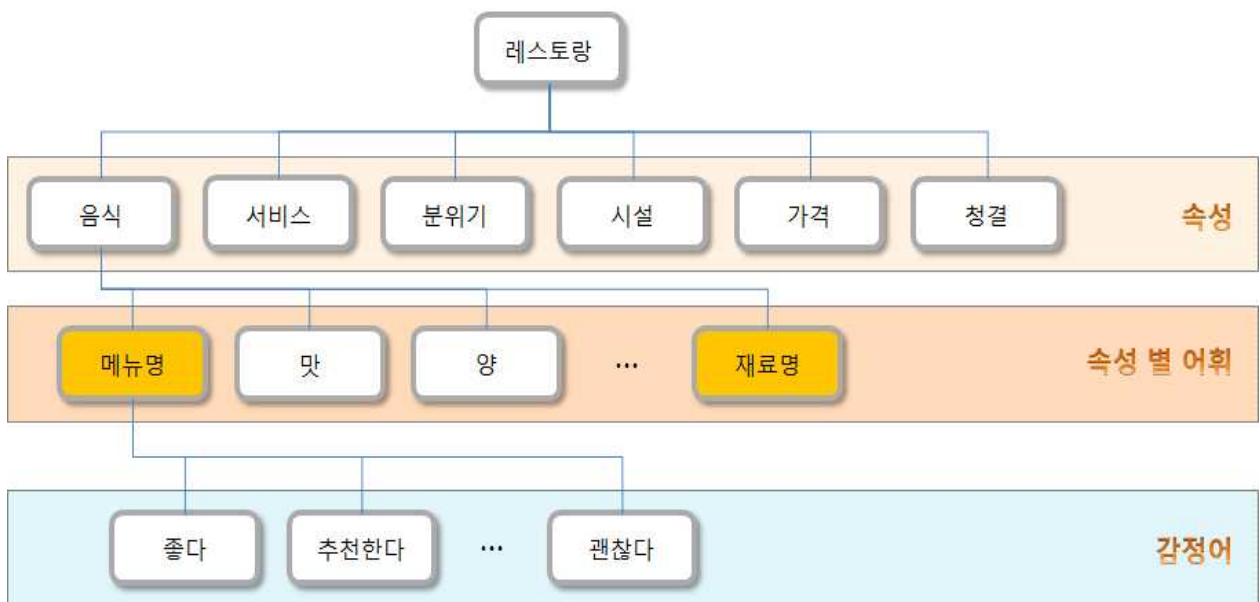 레스토랑
음식 서비스 분위기 시설 가격 청결 속성
메뉴명 맛 양 ... 재료명 속성 별 어휘
좋다 추천한다 ... 괜찮다 감정어